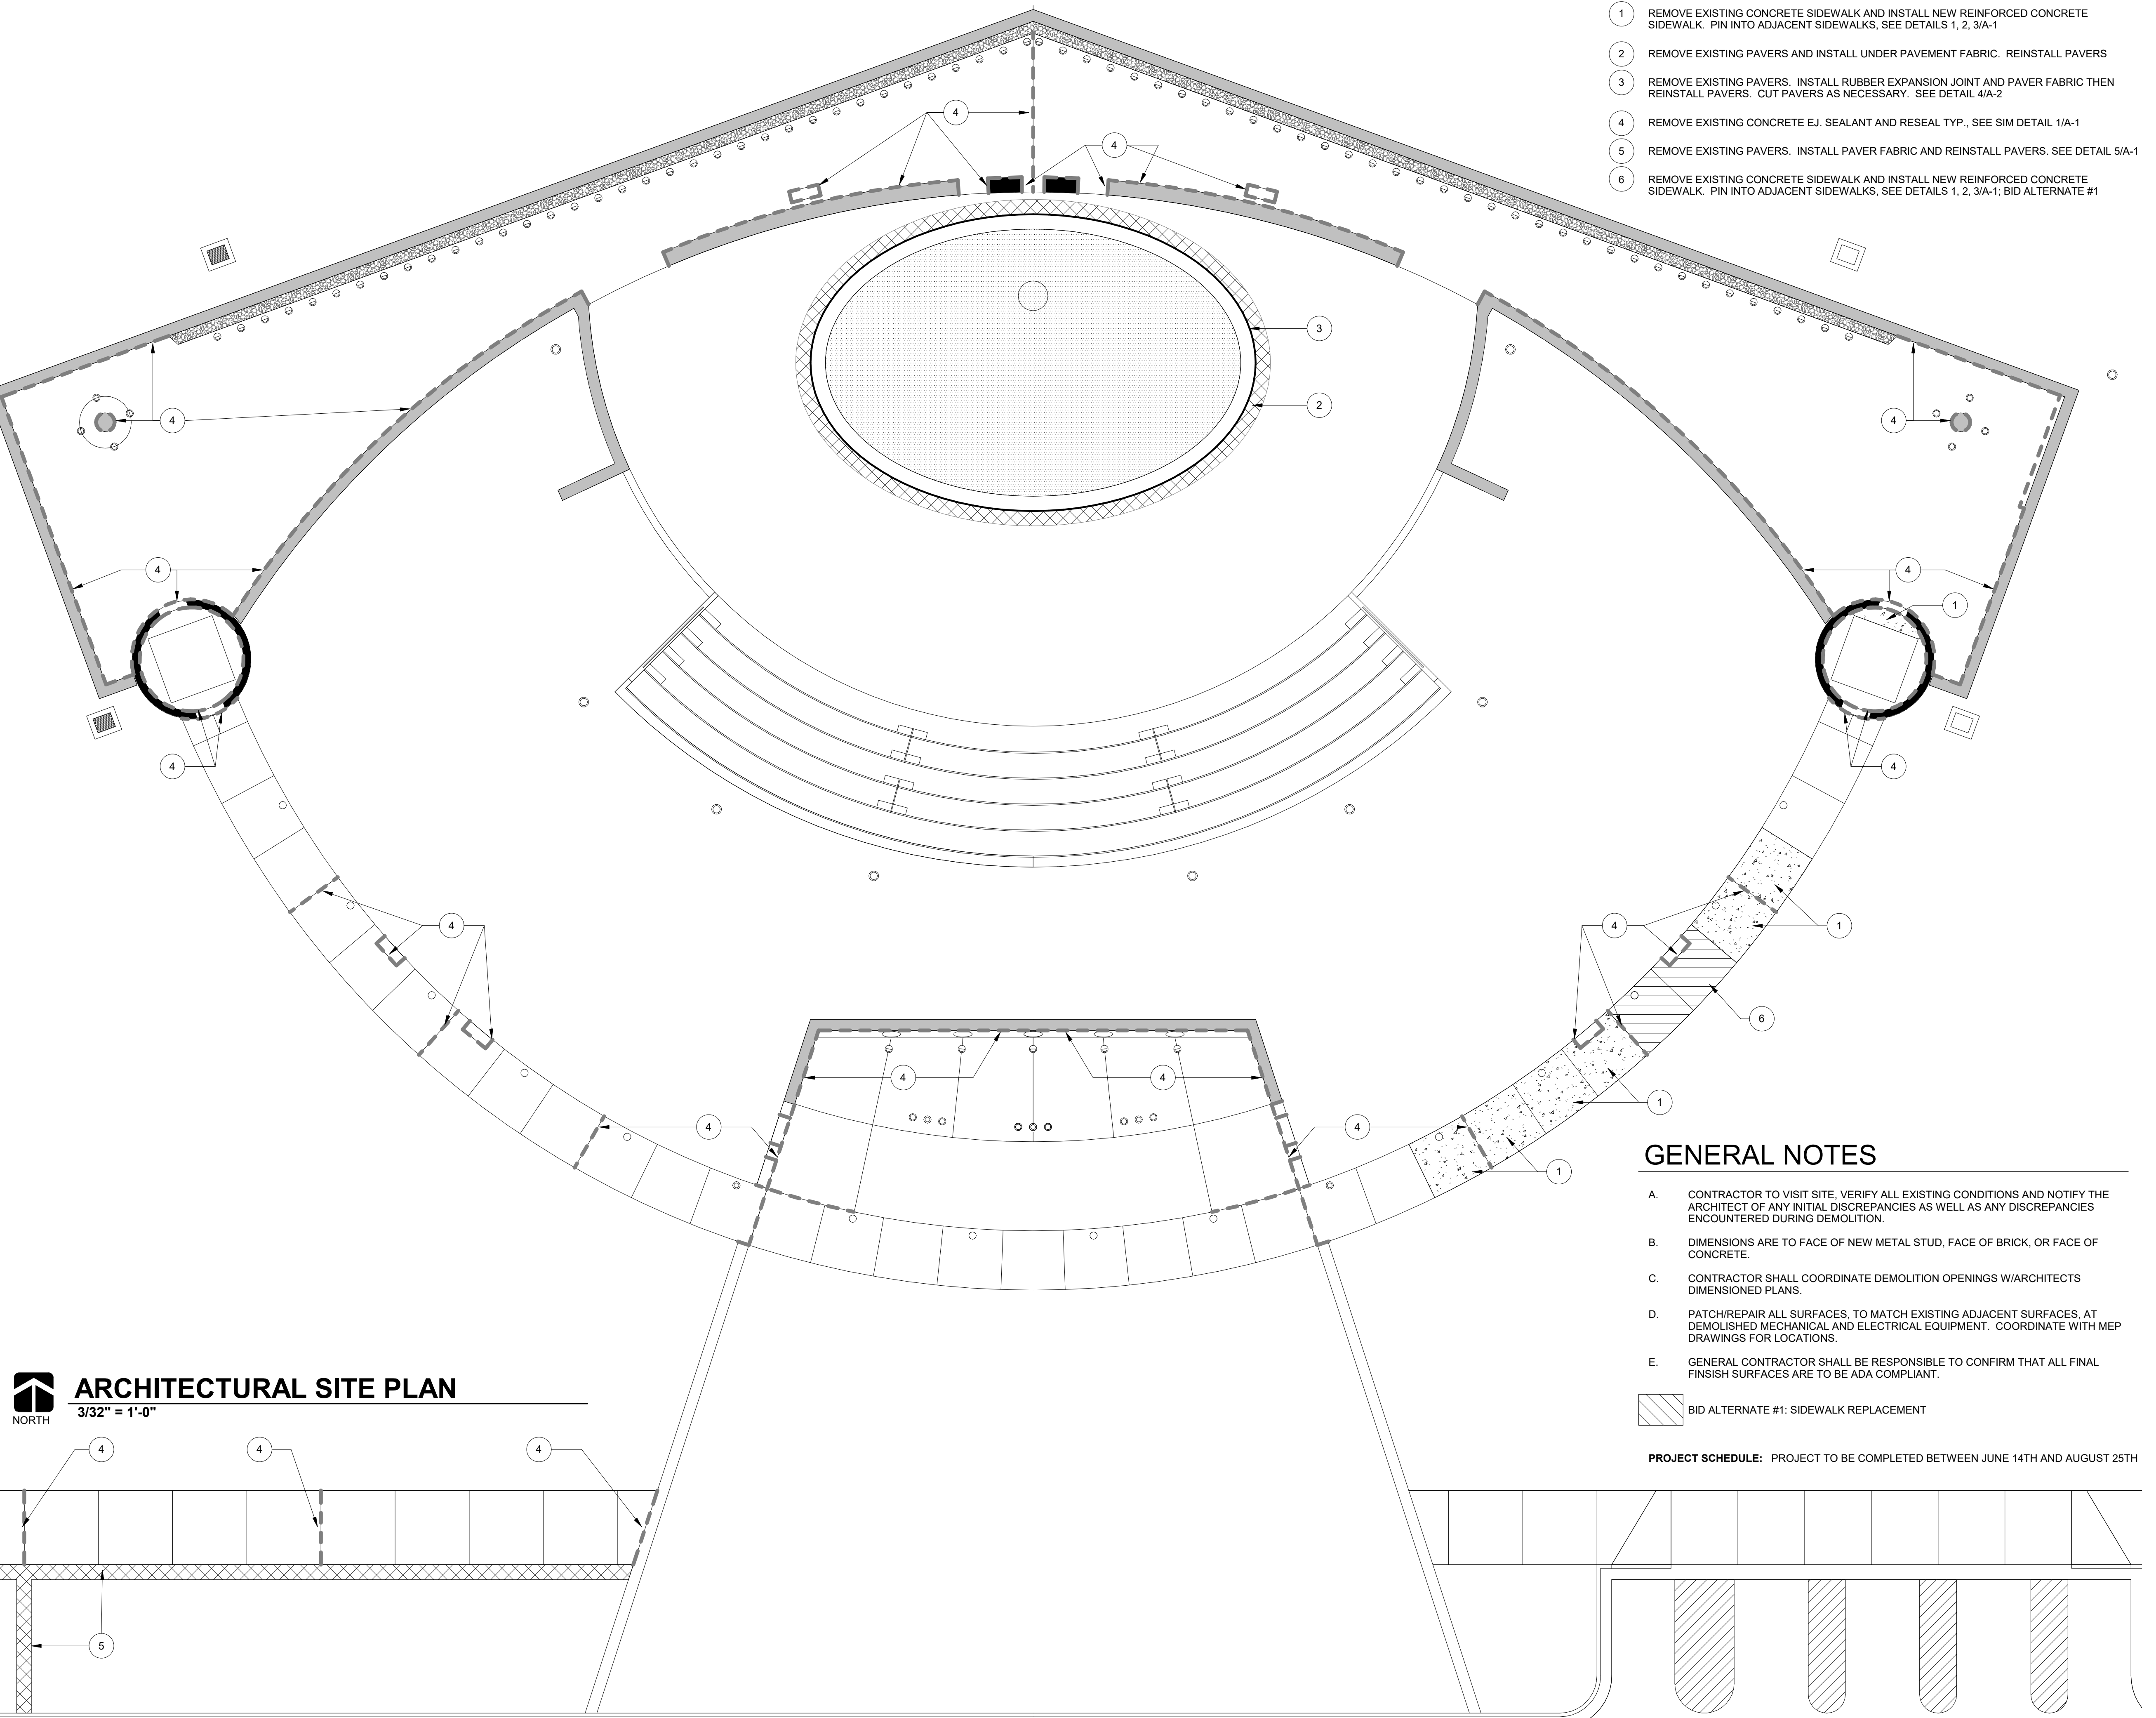 1 REMOVE EXISTING CONCRETE SIDEWALK AND INSTALL NEW REINFORCED CONCRETE
SIDEWALK. PIN INTO ADJACENT SIDEWALKS, SEE DETAILS 1, 2, 3/A-1
2 REMOVE EXISTING PAVERS AND INSTALL UNDER PAVEMENT FABRIC. REINSTALL PAVERS
3 REMOVE EXISTING PAVERS. INSTALL RUBBER EXPANSION JOINT AND PAVER FABRIC THEN
REINSTALL PAVERS. CUT PAVERS AS NECESSARY. SEE DETAIL 4/A-2
4 REMOVE EXISTING CONCRETE EJ. SEALANT AND RESEAL TYP., SEE SIM DETAIL 1/A-1
5 REMOVE EXISTING PAVERS. INSTALL PAVER FABRIC AND REINSTALL PAVERS. SEE DETAIL 5/A-1
6 REMOVE EXISTING CONCRETE SIDEWALK AND INSTALL NEW REINFORCED CONCRETE
SIDEWALK. PIN INTO ADJACENT SIDEWALKS, SEE DETAILS 1, 2, 3/A-1; BID ALTERNATE #1
4
4
3
2
4
4
4
4
1
4
4
4
4
1
6
4
4
1
4
4
1
GENERAL NOTES
A. CONTRACTOR TO VISIT SITE, VERIFY ALL EXISTING CONDITIONS AND NOTIFY THE
ARCHITECT OF ANY INITIAL DISCREPANCIES AS WELL AS ANY DISCREPANCIES
ENCOUNTERED DURING DEMOLITION.
B. DIMENSIONS ARE TO FACE OF NEW METAL STUD, FACE OF BRICK, OR FACE OF
CONCRETE.
C. CONTRACTOR SHALL COORDINATE DEMOLITION OPENINGS W/ARCHITECTS
DIMENSIONED PLANS.
D. PATCH/REPAIR ALL SURFACES, TO MATCH EXISTING ADJACENT SURFACES, AT
DEMOLISHED MECHANICAL AND ELECTRICAL EQUIPMENT. COORDINATE WITH MEP
DRAWINGS FOR LOCATIONS.
E. GENERAL CONTRACTOR SHALL BE RESPONSIBLE TO CONFIRM THAT ALL FINAL
FINSISH SURFACES ARE TO BE ADA COMPLIANT.
BID ALTERNATE #1: SIDEWALK REPLACEMENT
PROJECT SCHEDULE: PROJECT TO BE COMPLETED BETWEEN JUNE 14TH AND AUGUST 25TH
ARCHITECTURAL SITE PLAN
3/32" = 1'-0"
NORTH
4
4
4
5